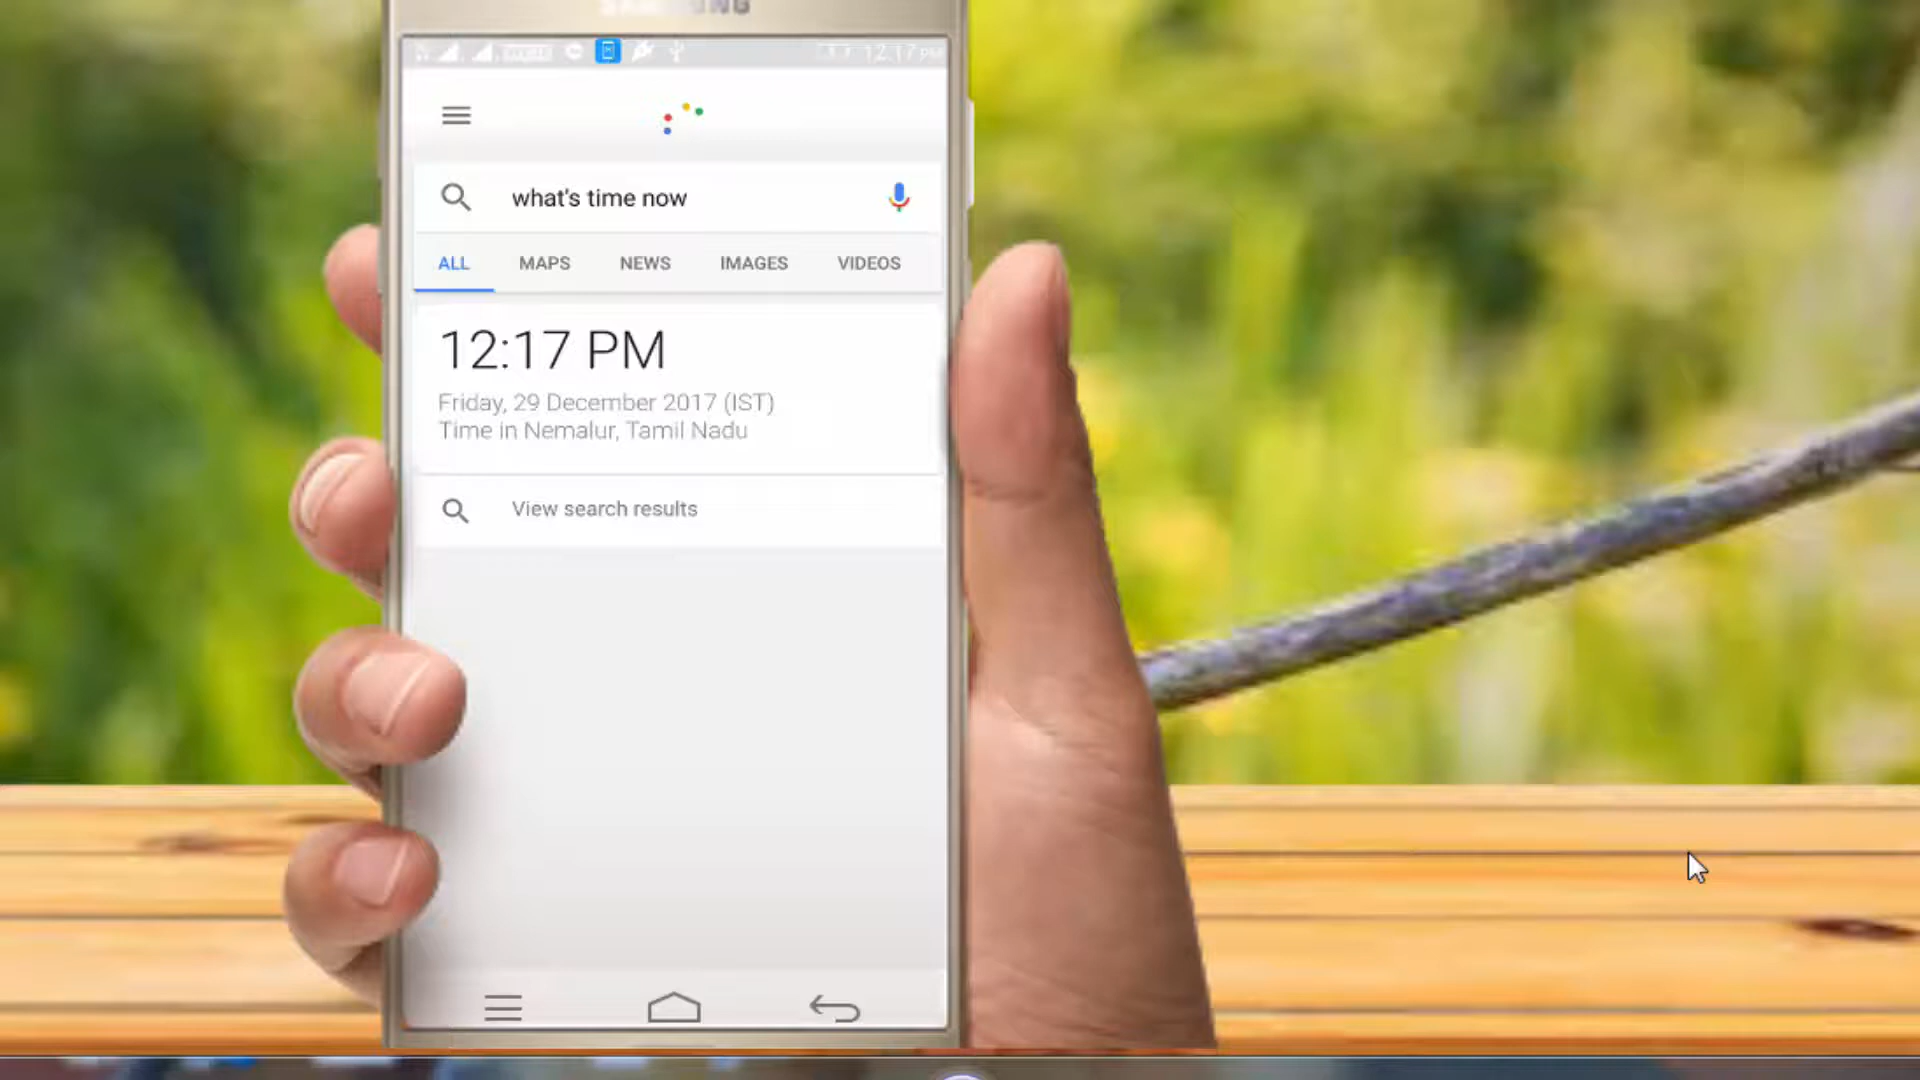 SAMSUNG
12:17 PM
what's time now
ALL MAPS NEWS IMAGES VIDEOS
12:17 PM
Friday, 29 December 2017 (IST)
Time in Nemalur, Tamil Nadu
View search results